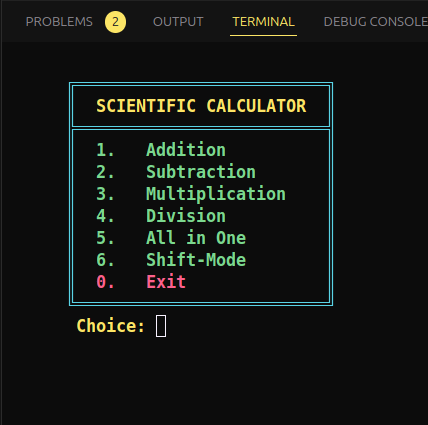 PROBLEMS 2 OUTPUT TERMINAL DEBUG CONSOLE
SCIENTIFIC CALCULATOR
1. Addition
2. Subtraction
3. Multiplication
4. Division
5. All in One
6. Shift-Mode
0. Exit
Choice: